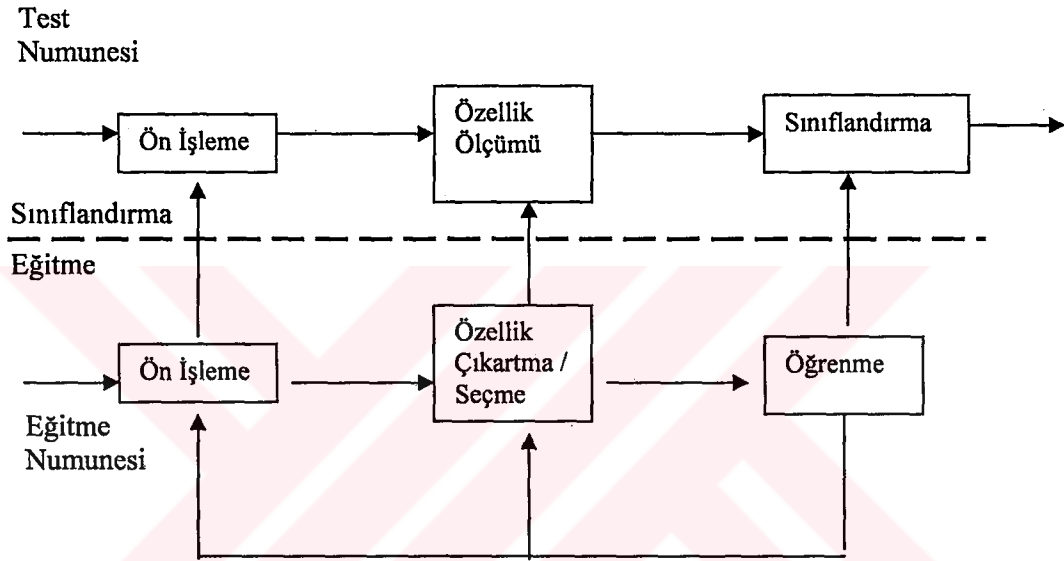 Test
Numunesi
Ön İşleme
Özellik
Ölçümü
Sınıflandırma
Sınıflandırma
Eğitme
Ön İşleme
Özellik
Çıkartma /
Seçme
Öğrenme
Eğitme
Numunesi